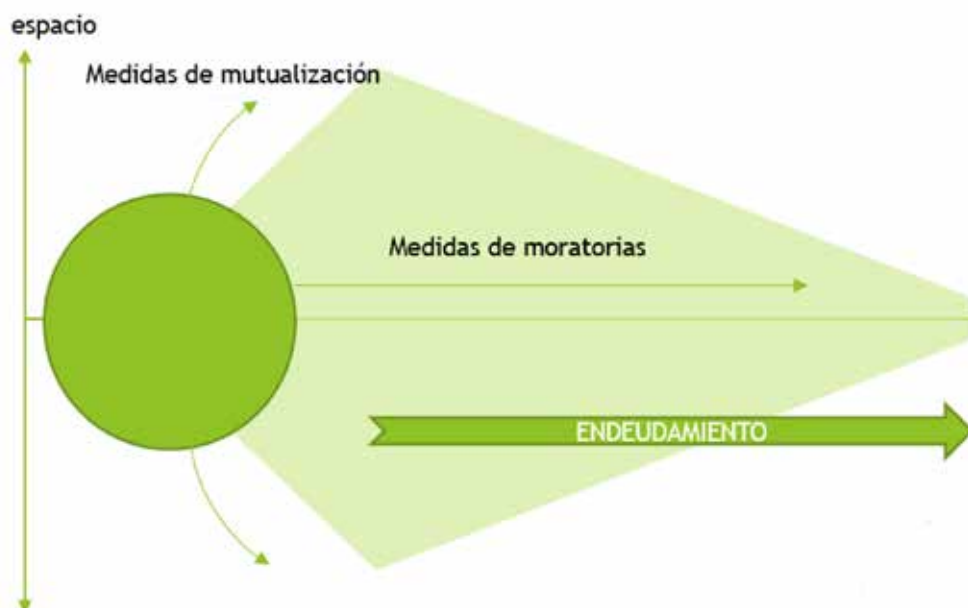 espacio
Medidas de mutualización
Medidas de moratorias
ENDEUDAMIENTO